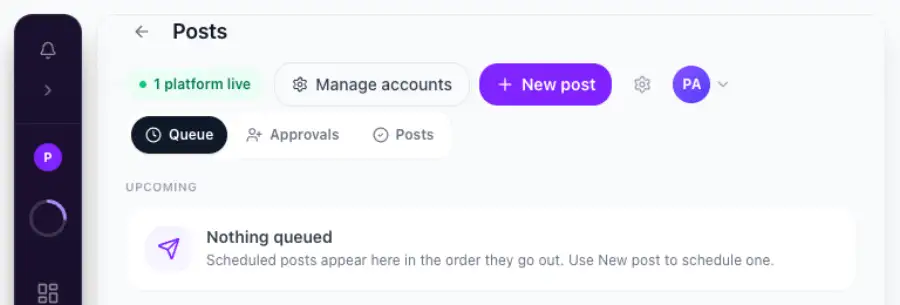 Posts
1 platform live
Manage accounts
New post
PA
Queue
Approvals
Posts
P
UPCOMING
Nothing queued
Scheduled posts appear here in the order they go out. Use New post to schedule one.